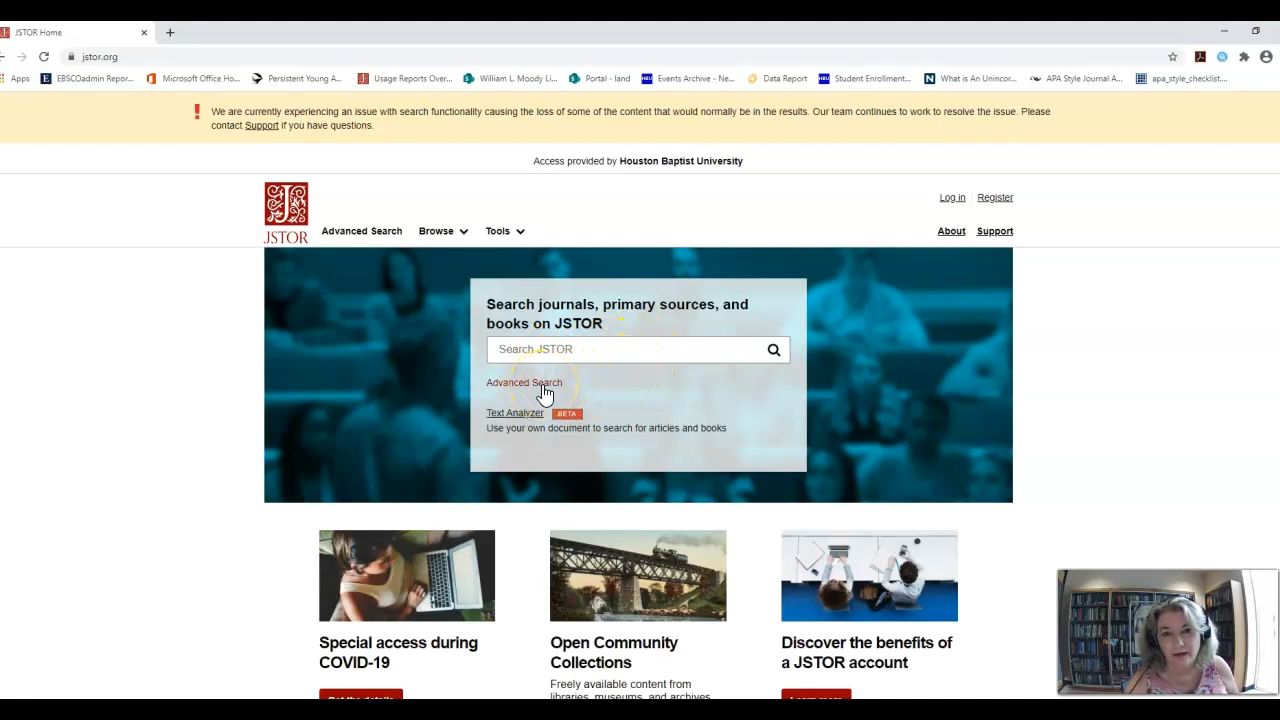 JSTOR Home
jstor.org
Apps
EBSCOadmin Repor...
Microsoft Office Ho...
Persistent Young A...
Usage Reports Over...
William L. Moody Li...
Portal - land
HBU
Events Archive - Ne...
Data Report
HBU
Student Enrollment...
N
What is An Unincor...
APA Style Journal A...
apa_style_checklist....
! We are currently experiencing an issue with search functionality causing the loss of some of the content that would normally be in the results. Our team continues to work to resolve the issue. Please
contact Support if you have questions.
Access provided by Houston Baptist University
Log in
Register
JSTOR
Advanced Search
Browse
Tools
About
Support
Search journals, primary sources, and
books on JSTOR
Search JSTOR
Advanced Search
Text Analyzer BETA
Use your own document to search for articles and books
Special access during
COVID-19
Get the details
Open Community
Collections
Freely available content from
libraries, museums, and archives
Discover the benefits of
a JSTOR account
Learn more